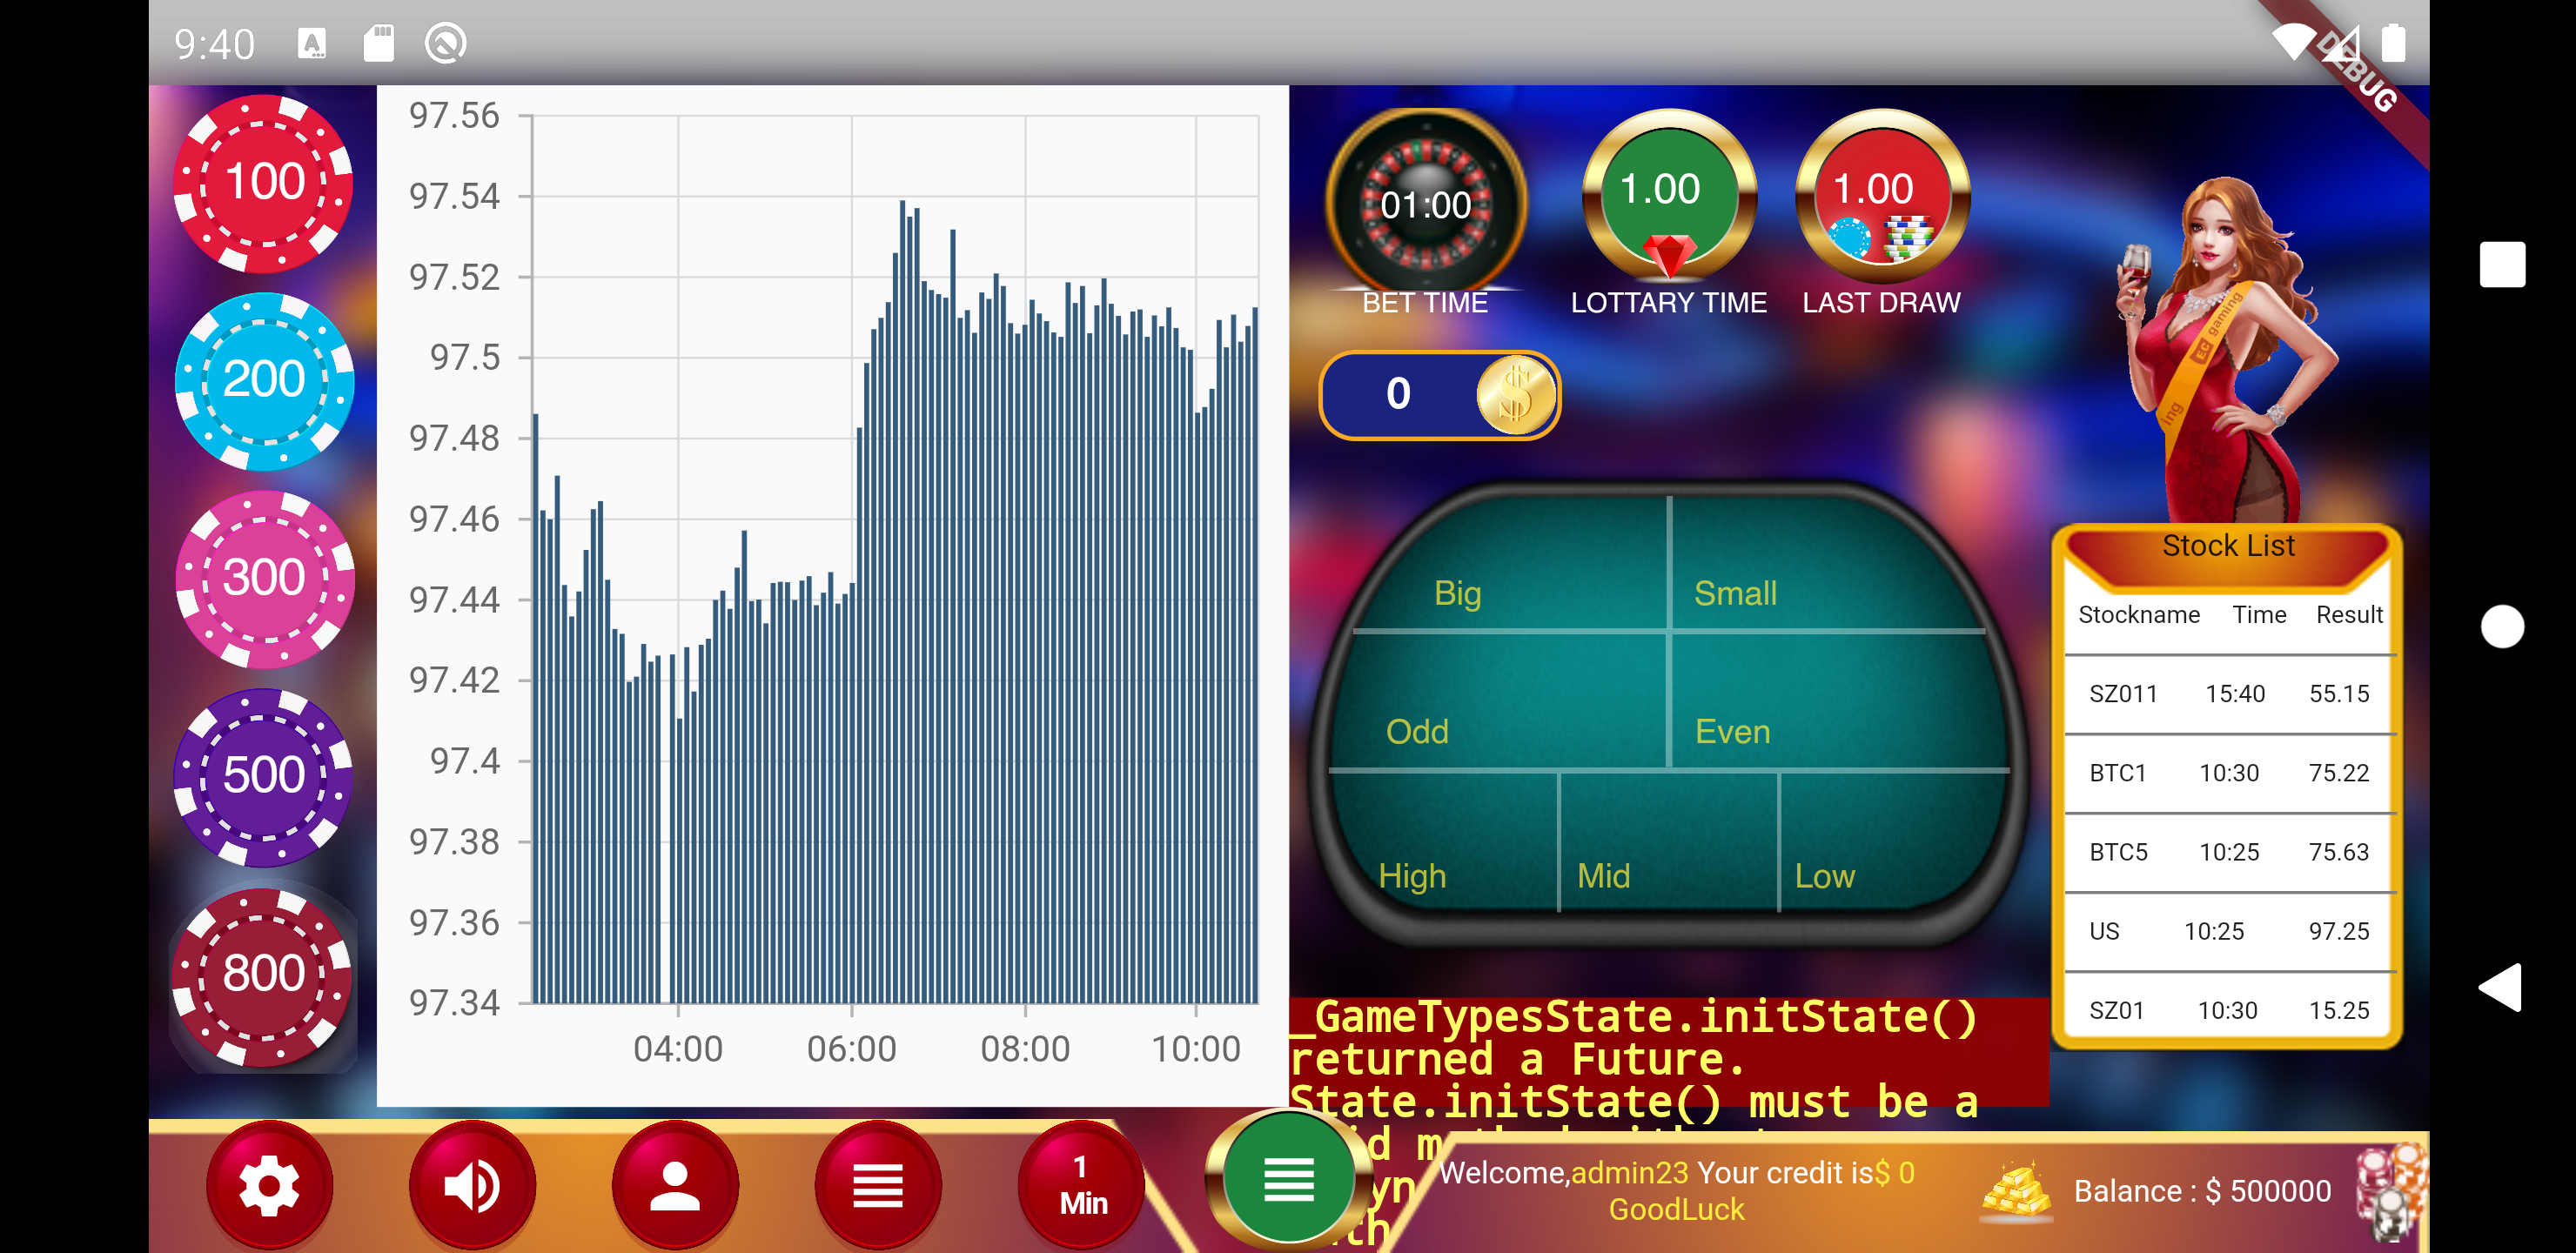 9:40
DEBUG
100
200
300
500
800
97.56
97.54
97.52
97.5
97.48
97.46
97.44
97.42
97.4
97.38
97.36
97.34
04:00 06:00 08:00 10:00
01:00
BET TIME
1.00
LOTTARY TIME
1.00
LAST DRAW
0
EC gaming
ing
Big Small
Odd Even
High Mid Low
Stock List
Stockname Time Result
SZ011 15:40 55.15
BTC1 10:30 75.22
BTC5 10:25 75.63
US 10:25 97.25
SZ01 10:30 15.25
_GameTypesState.initState()
returned a Future.
State.initState() must be a
1
Min
Welcome,admin23 Your credit is$ 0
GoodLuck
Balance : $ 500000